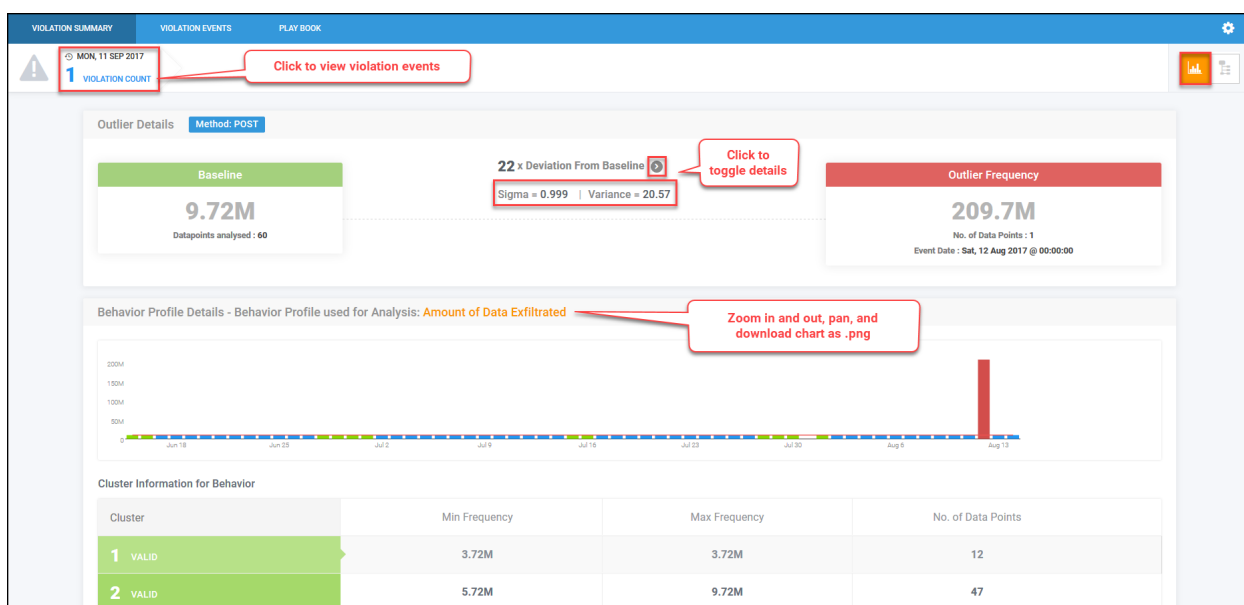 VIOLATION SUMMARY VIOLATION EVENTS PLAY BOOK
MON, 11 SEP 2017
1 VIOLATION COUNT
Click to view violation events
Outlier Details Method: POST
Baseline
9.72M
Datapoints analysed : 60
22 x Deviation From Baseline
Sigma = 0.999 | Variance = 20.57
Click to
toggle details
Outlier Frequency
209.7M
No. of Data Points : 1
Event Date : Sat, 12 Aug 2017 @ 00:00:00
Behavior Profile Details - Behavior Profile used for Analysis: Amount of Data Exfiltrated
Zoom in and out, pan, and
download chart as .png
200M
150M
100M
50M
0
Jun 18 Jun 25 Jul 2 Jul 9 Jul 16 Jul 23 Jul 30 Aug 6 Aug 13
Cluster Information for Behavior
Cluster Min Frequency Max Frequency No. of Data Points
1 VALID 3.72M 3.72M 12
2 VALID 5.72M 9.72M 47